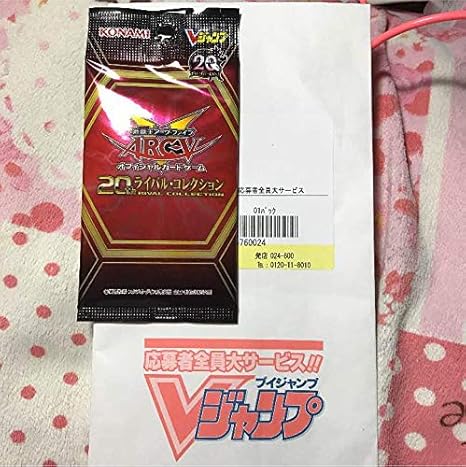 KONAMI
Vジャンプ
20th
遊戯王アーク・ファイブ
ARC-V
オフィシャルカードゲーム
20th ライバル・コレクション
RIVAL COLLECTION
応募者全員大サービス
01パック
760024
発店 024-600
TEL: 0120-11-8010
応募者全員大サービス!!
ブイジャンプ
Vジャンプ